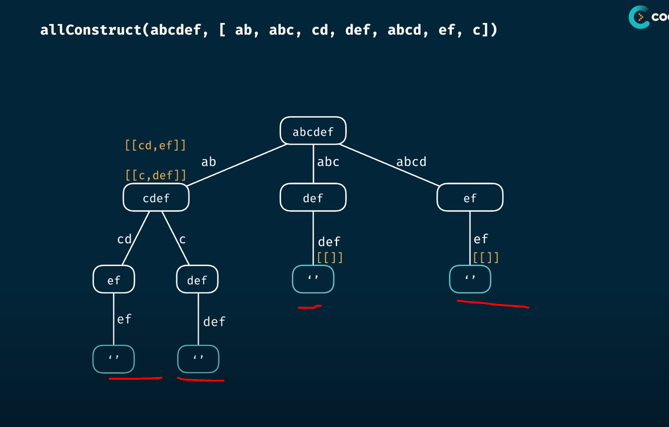 allConstruct(abcdef, [ ab, abc, cd, def, abcd, ef, c])
abcdef
[[cd,ef]]
ab
abc
abcd
[[c,def]]
cdef
def
ef
cd
c
def
ef
[[]]
[[]]
ef
def
‘’
‘’
ef
def
‘’
‘’